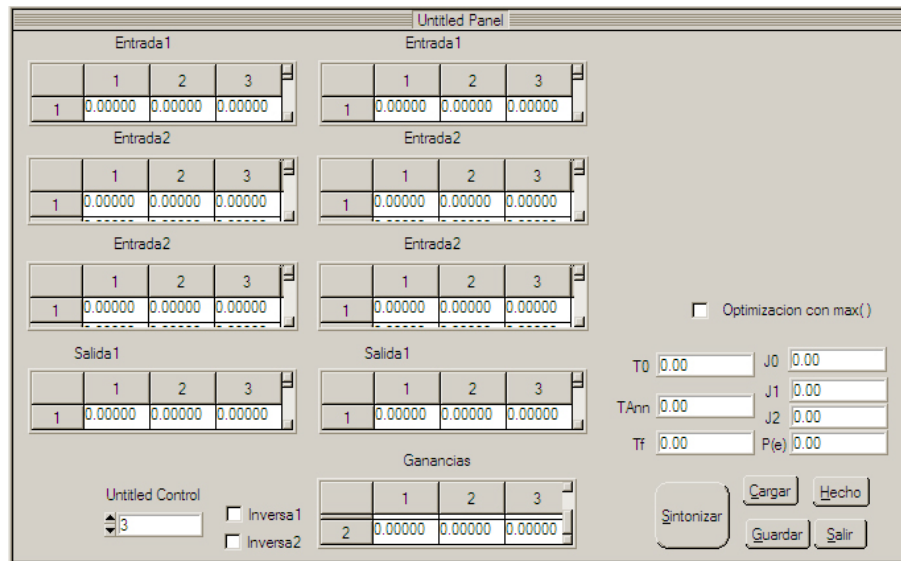 Untitled Panel
Entrada1 Entrada1
1 2 3 1 2 3
1 0.00000 0.00000 0.00000 1 0.00000 0.00000 0.00000
Entrada2 Entrada2
1 2 3 1 2 3
1 0.00000 0.00000 0.00000 1 0.00000 0.00000 0.00000
Entrada2 Entrada2
1 2 3 1 2 3
1 0.00000 0.00000 0.00000 1 0.00000 0.00000 0.00000
Optimizacion con max( )
Salida1 Salida1
1 2 3 1 2 3
1 0.00000 0.00000 0.00000 1 0.00000 0.00000 0.00000
T0 0.00 J0 0.00
TAnn 0.00 J1 0.00
J2 0.00
Tf 0.00 P(e) 0.00
Ganancias
1 2 3
2 0.00000 0.00000 0.00000
Untitled Control
3
Inversa1
Inversa2
Sintonizar
Cargar Hecho
Guardar Salir